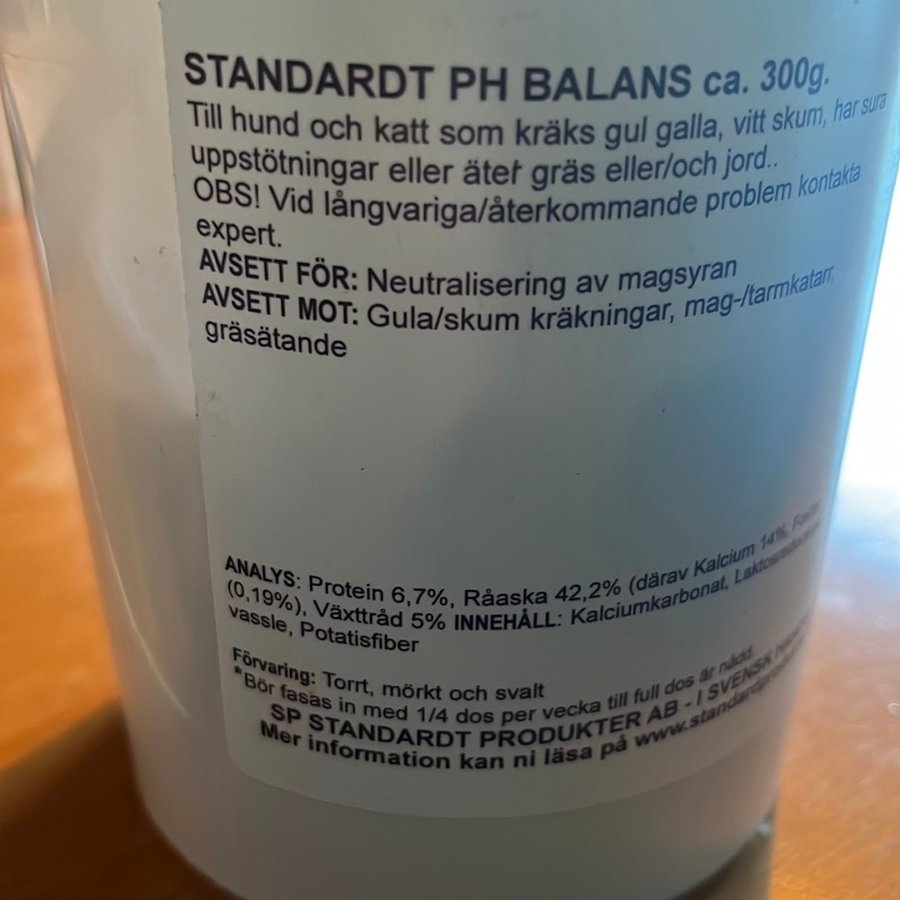 STANDARDT PH BALANS ca. 300g.
Till hund och katt som kräks gul galla, vitt skum, har sura
uppstötningar eller äter gräs eller/och jord..
OBS! Vid långvariga/återkommande problem kontakta
expert.
AVSETT FÖR: Neutralisering av magsyran
AVSETT MOT: Gula/skum kräkningar, mag-/tarmkatarr,
gräsätande
ANALYS: Protein 6,7%, Råaska 42,2% (därav Kalcium 14%,
(0,19%), Växttråd 5% INNEHÅLL: Kalciumkarbonat,
vassle, Potatisfiber
Förvaring: Torrt, mörkt och svalt
*Bör fasas in med 1/4 dos per vecka till full dos är nådd.
SP STANDARDT PRODUKTER AB - I SVENSK
Mer information kan ni läsa på